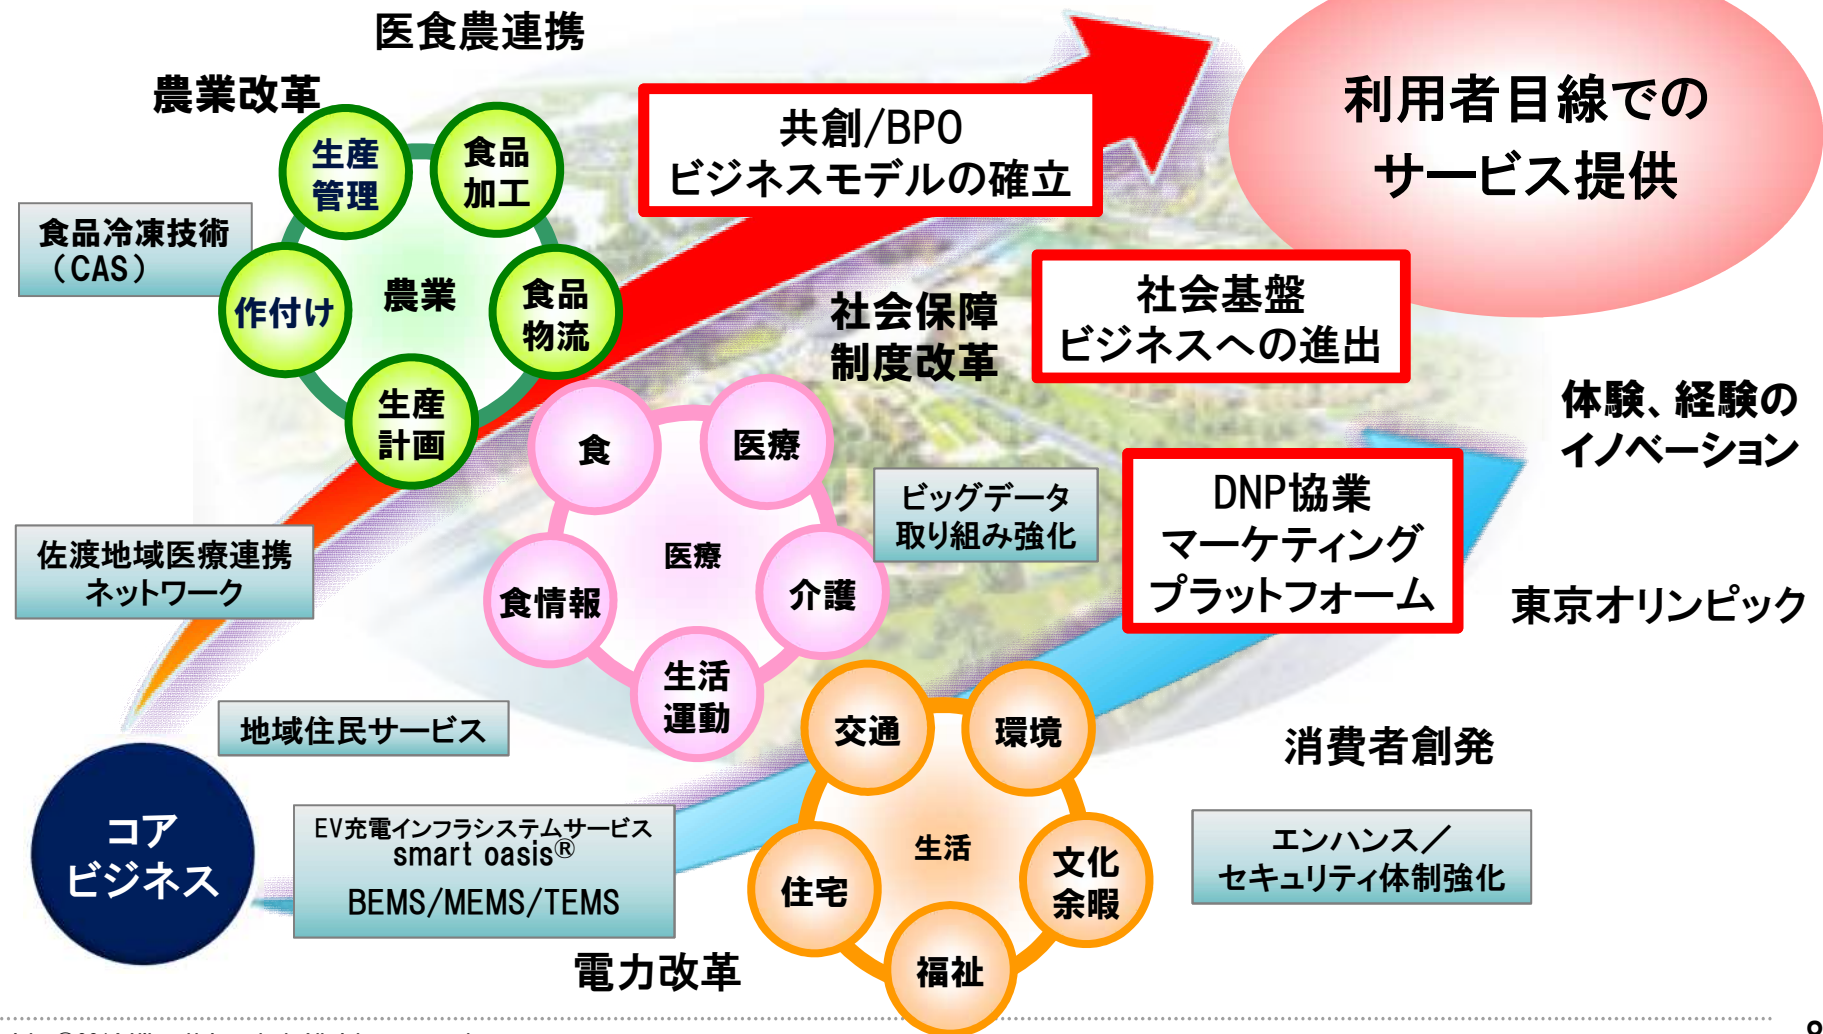 医食農連携
農業改革
生産
管理
食品
加工
食品冷凍技術
（CAS）
作付け
農業
食品
物流
生産
計画
共創/BPO
ビジネスモデルの確立
利用者目線での
サービス提供
社会保障
制度改革
社会基盤
ビジネスへの進出
体験、経験の
イノベーション
食
医療
医療
食情報
介護
生活
運動
ビッグデータ
取り組み強化
DNP協業
マーケティング
プラットフォーム
東京オリンピック
佐渡地域医療連携
ネットワーク
地域住民サービス
コア
ビジネス
EV充電インフラシステムサービス
smart oasis®
BEMS/MEMS/TEMS
交通
環境
生活
住宅
文化
余暇
福祉
消費者創発
エンハンス／
セキュリティ体制強化
電力改革